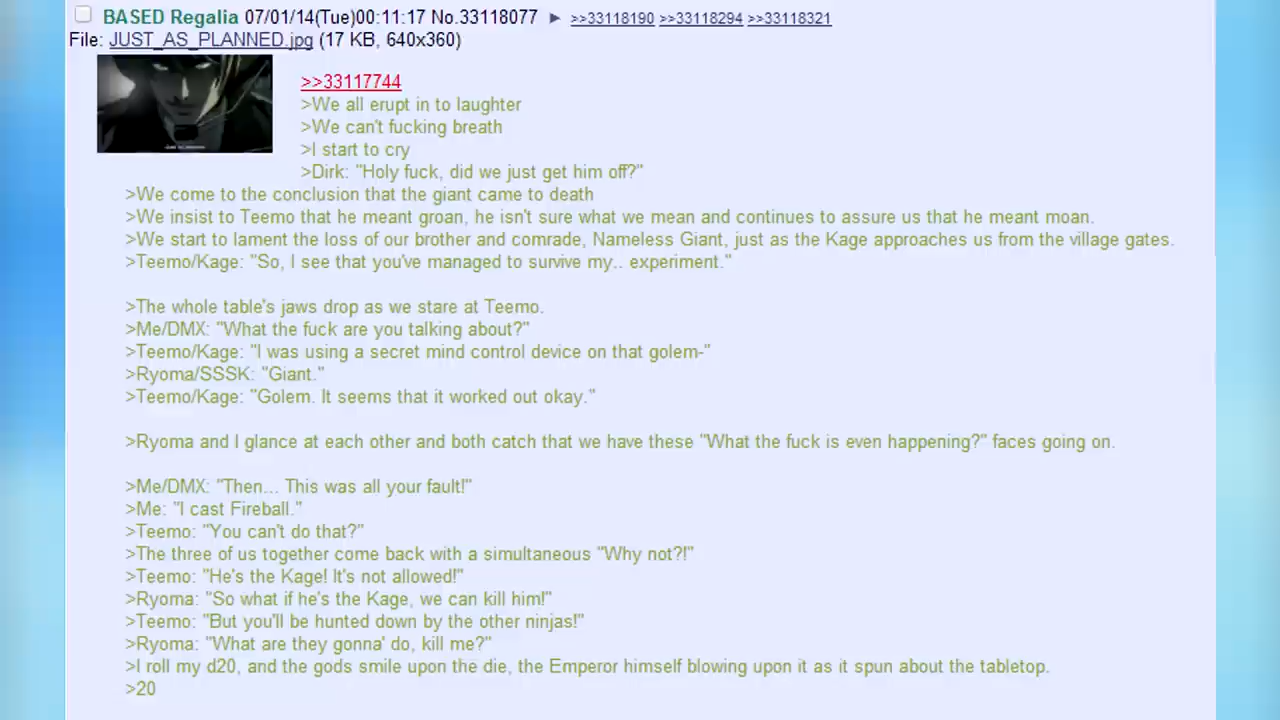 BASED Regalia 07/01/14(Tue)00:11:17 No.33118077 ► >>33118190 >>33118294 >>33118321
File: JUST_AS_PLANNED.jpg (17 KB, 640x360)
>>33117744
>We all erupt in to laughter
>We can't fucking breath
>I start to cry
>Dirk: "Holy fuck, did we just get him off?"
>We come to the conclusion that the giant came to death
>We insist to Teemo that he meant groan, he isn't sure what we mean and continues to assure us that he meant moan.
>We start to lament the loss of our brother and comrade, Nameless Giant, just as the Kage approaches us from the village gates.
>Teemo/Kage: "So, I see that you've managed to survive my.. experiment."
>The whole table's jaws drop as we stare at Teemo.
>Me/DMX: "What the fuck are you talking about?"
>Teemo/Kage: "I was using a secret mind control device on that golem-"
>Ryoma/SSSK: "Giant."
>Teemo/Kage: "Golem. It seems that it worked out okay."
>Ryoma and I glance at each other and both catch that we have these "What the fuck is even happening?" faces going on.
>Me/DMX: "Then... This was all your fault!"
>Me: "I cast Fireball."
>Teemo: "You can't do that?"
>The three of us together come back with a simultaneous "Why not?!"
>Teemo: "He's the Kage! It's not allowed!"
>Ryoma: "So what if he's the Kage, we can kill him!"
>Teemo: "But you'll be hunted down by the other ninjas!"
>Ryoma: "What are they gonna' do, kill me?"
>I roll my d20, and the gods smile upon the die, the Emperor himself blowing upon it as it spun about the tabletop.
>20